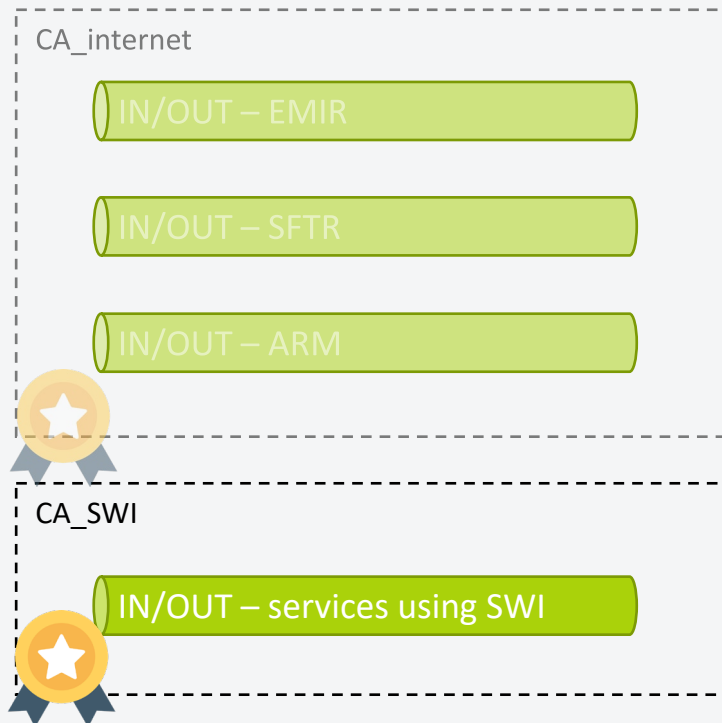 CA_internet
IN/OUT – EMIR
IN/OUT – SFTR
IN/OUT – ARM
CA_SWI
IN/OUT – services using SWI